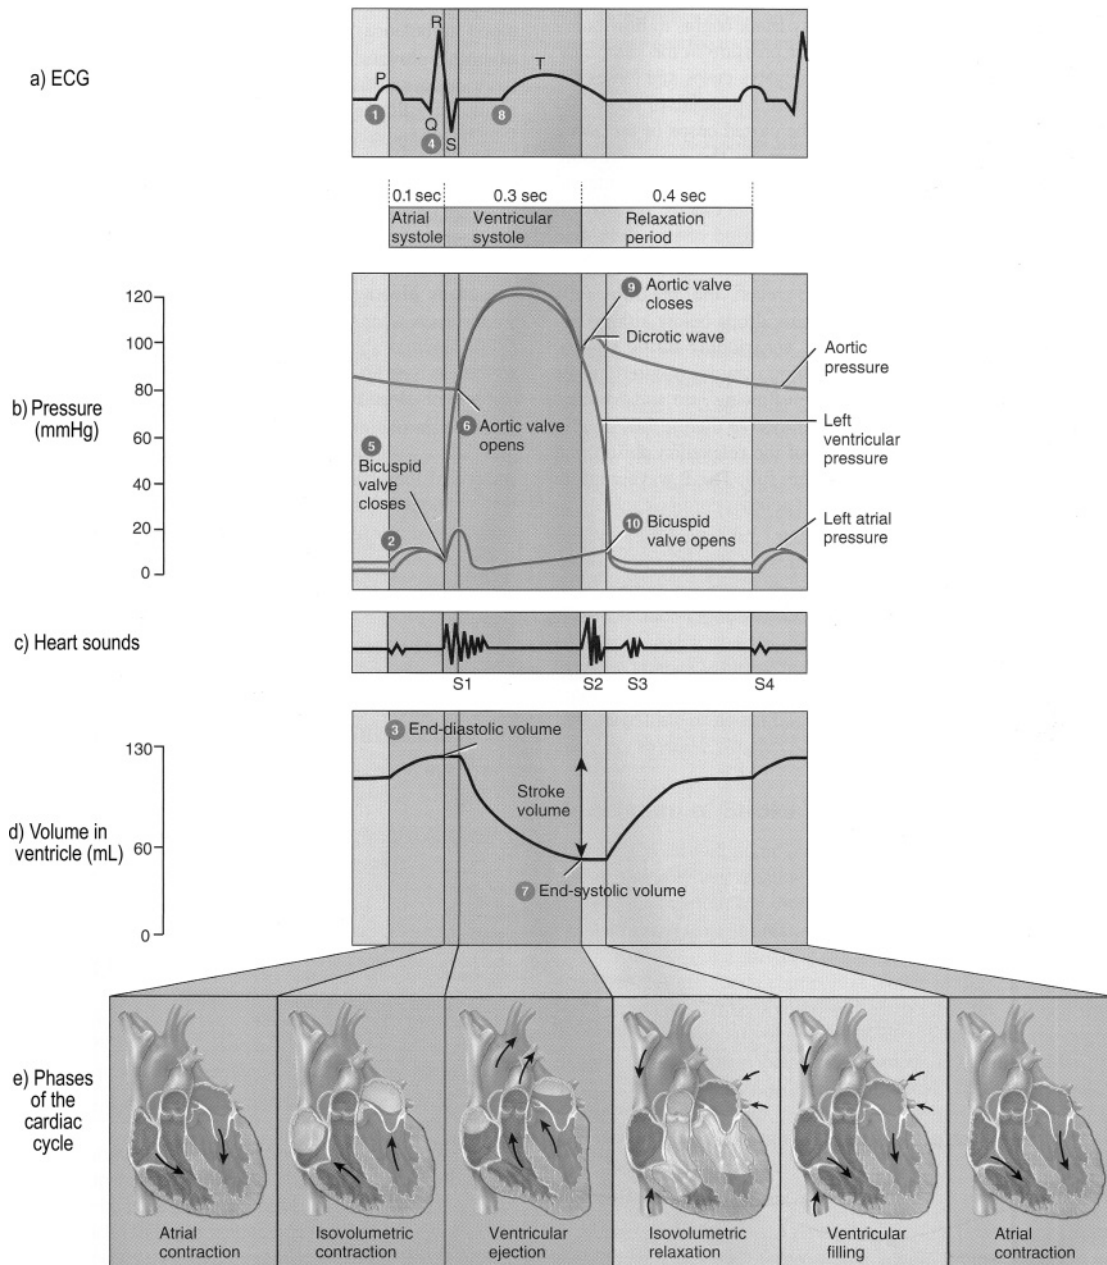 a) ECG
P
R
Q
S
T
1
4
8
0.1 sec
0.3 sec
0.4 sec
Atrial
systole
Ventricular
systole
Relaxation
period
b) Pressure
(mmHg)
120
100
80
60
40
20
0
9 Aortic valve
closes
Dicrotic wave
Aortic
pressure
6 Aortic valve
opens
Left
ventricular
pressure
5
Bicuspid
valve
closes
2
10 Bicuspid
valve opens
Left atrial
pressure
c) Heart sounds
S1
S2
S3
S4
d) Volume in
ventricle (mL)
130
60
0
3 End-diastolic volume
Stroke
volume
7 End-systolic volume
e) Phases
of the
cardiac
cycle
Atrial
contraction
Isovolumetric
contraction
Ventricular
ejection
Isovolumetric
relaxation
Ventricular
filling
Atrial
contraction